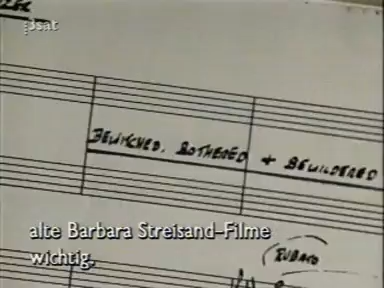 3sat
BEWITCHED, BOTHERED + BEWILDERED
alte Barbara Streisand-Filme
wichtig.
RUBATO